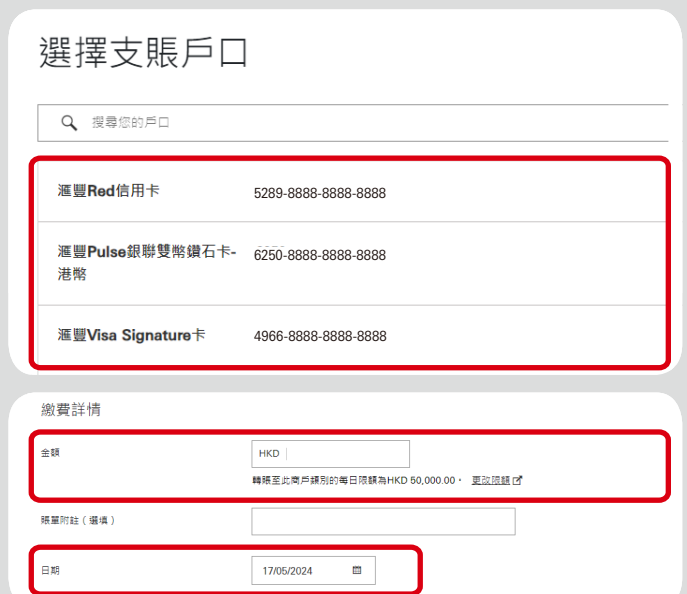 選擇支賬戶口
搜尋您的戶口
滙豐Red信用卡 5289-8888-8888-8888
滙豐Pulse銀聯雙幣鑽石卡- 6250-8888-8888-8888
港幣
滙豐Visa Signature卡 4966-8888-8888-8888
繳費詳情
金額 HKD
轉賬至此商戶類別的每日限額為HKD 50,000.00。 更改限額
賬單附註（選填）
日期 17/05/2024